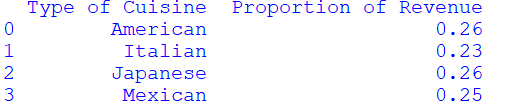 Type of Cuisine Proportion of Revenue
0 American 0.26
1 Italian 0.23
2 Japanese 0.26
3 Mexican 0.25